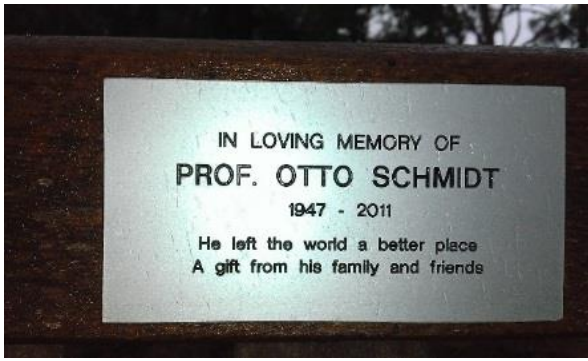 IN LOVING MEMORY OF
PROF. OTTO SCHMIDT
1947 - 2011
He left the world a better place
A gift from his family and friends